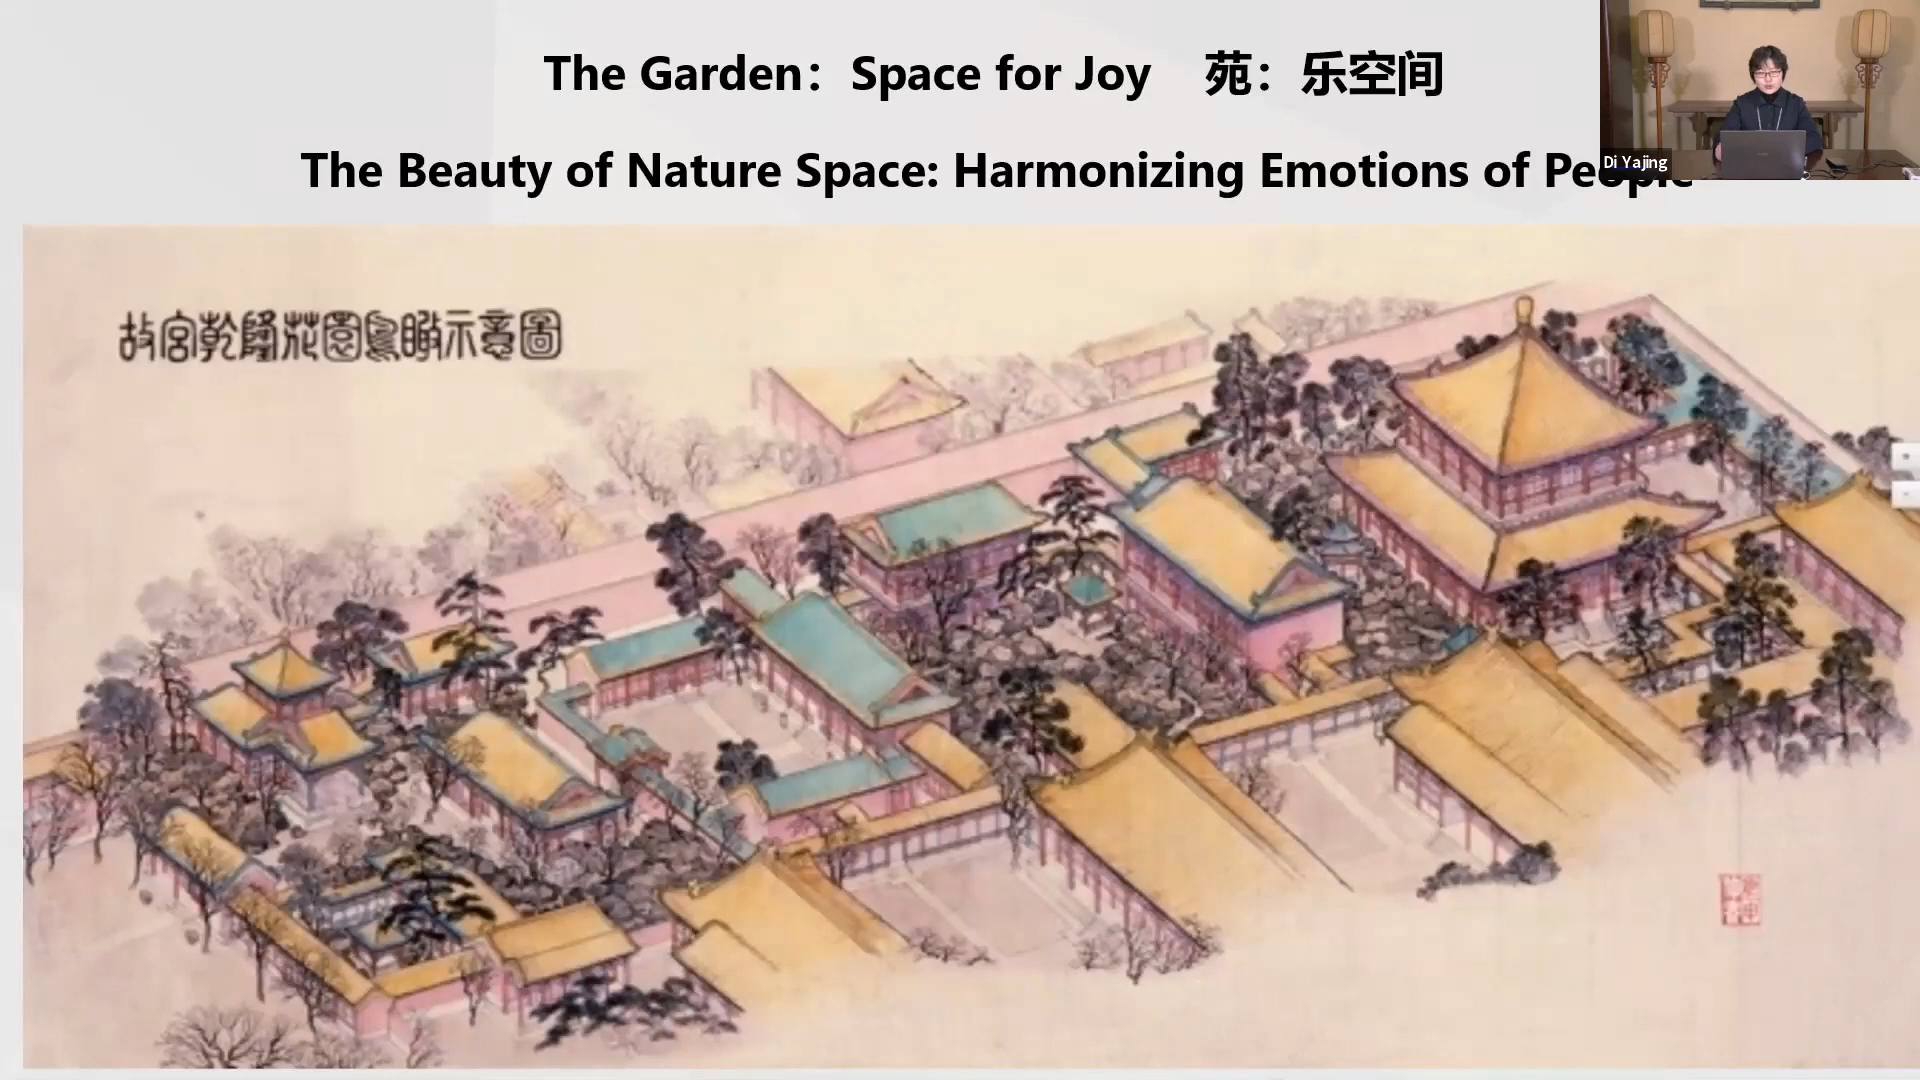 The Garden：Space for Joy 苑：乐空间
Di Yajing
The Beauty of Nature Space: Harmonizing Emotions of People
故宫乾隆花園鳥瞰示意圖